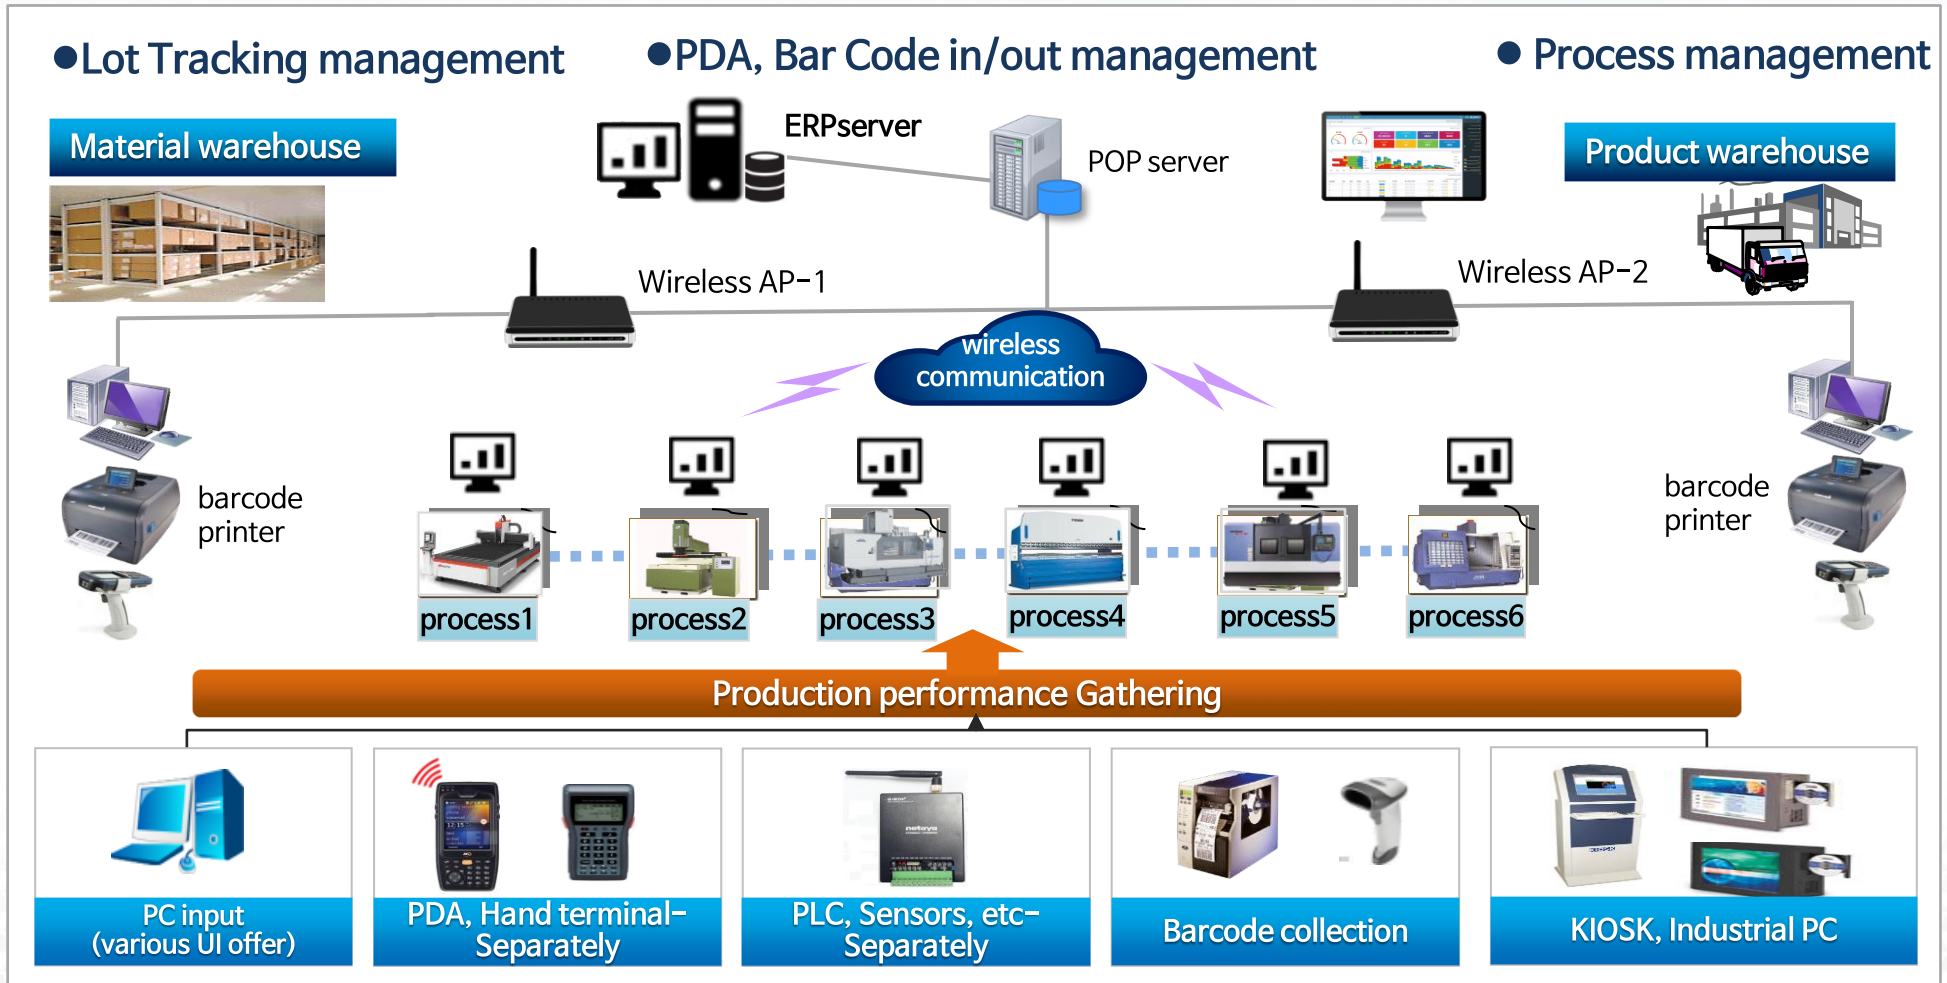 ●Lot Tracking management
●PDA, Bar Code in/out management
● Process management
Material warehouse
ERPserver
POP server
Product warehouse
Wireless AP-1
Wireless AP-2
wireless
communication
barcode
printer
barcode
printer
process1
process2
process3
process4
process5
process6
Production performance Gathering
neteye
KIOSK
PC input
(various UI offer)
PDA, Hand terminal-
Separately
PLC, Sensors, etc-
Separately
Barcode collection
KIOSK, Industrial PC